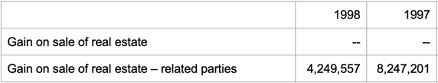 1998 1997
Gain on sale of real estate -- --
Gain on sale of real estate – related parties 4,249,557 8,247,201